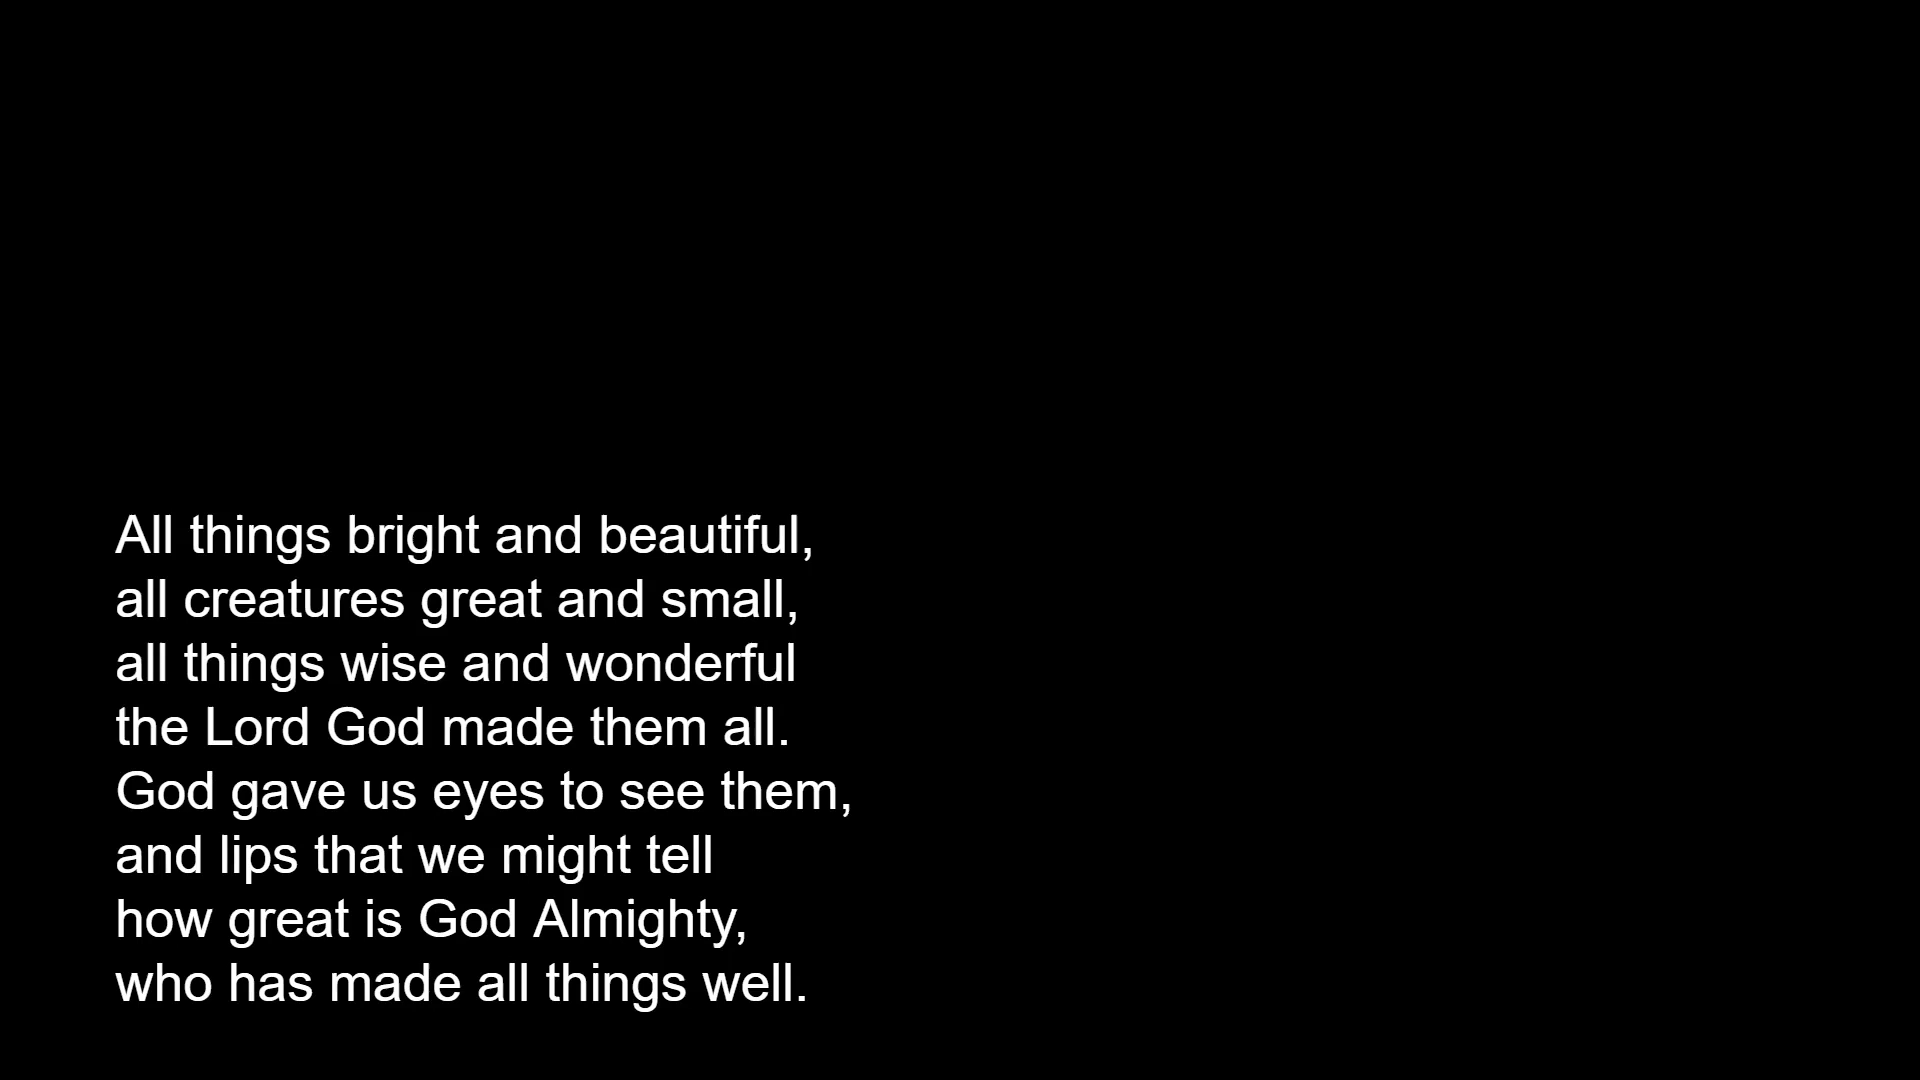 All things bright and beautiful,
all creatures great and small,
all things wise and wonderful
the Lord God made them all.
God gave us eyes to see them,
and lips that we might tell
how great is God Almighty,
who has made all things well.